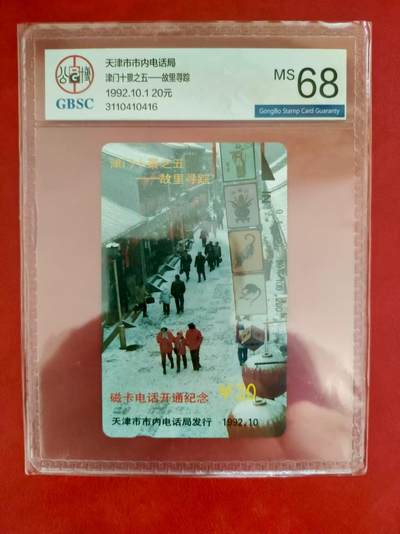 天津市市内电话局
津门十景之五——故里寻踪
1992.10.1 20元
3110410416
GBSC
MS 68
GongBo Stamp Card Guaranty
津门十景之五
——故里寻踪
磁卡电话开通纪念
￥20
天津市市内电话局发行 1992.10